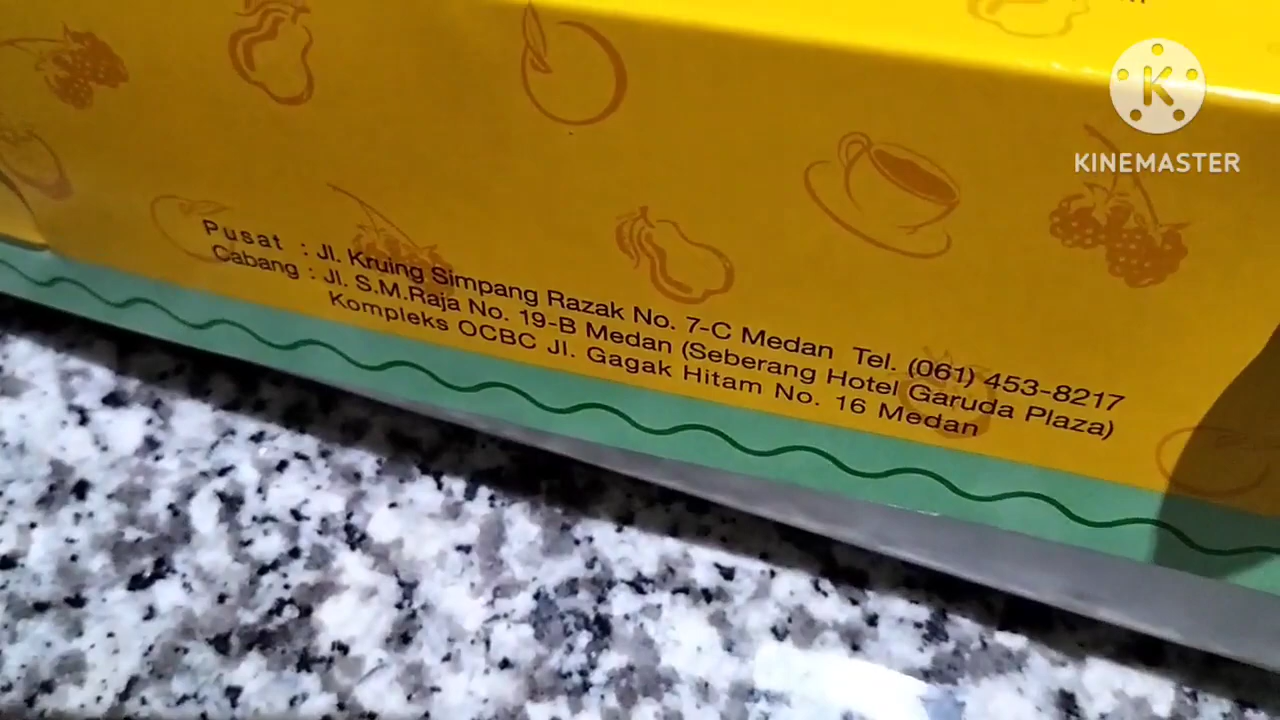 KINEMASTER
Pusat : Jl. Kruing Simpang Razak No. 7-C Medan Tel. (061) 453-8217
Cabang : Jl. S.M.Raja No. 19-B Medan (Seberang Hotel Garuda Plaza)
Kompleks OCBC Jl. Gagak Hitam No. 16 Medan